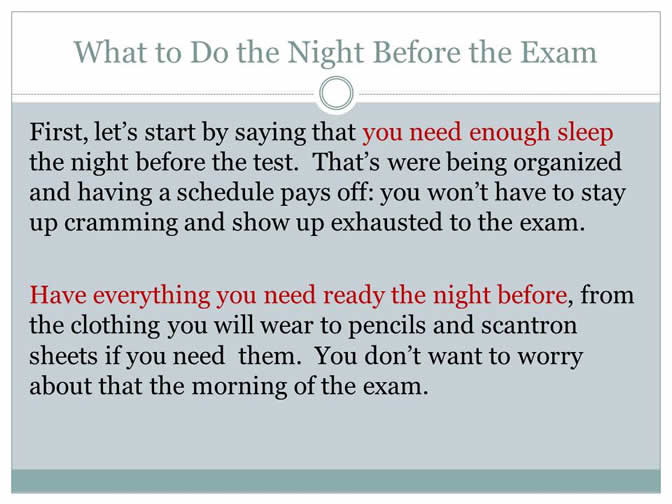 What to Do the Night Before the Exam
First, let’s start by saying that you need enough sleep
the night before the test.  That’s were being organized
and having a schedule pays off: you won’t have to stay
up cramming and show up exhausted to the exam.
Have everything you need ready the night before, from
the clothing you will wear to pencils and scantron
sheets if you need  them.  You don’t want to worry
about that the morning of the exam.